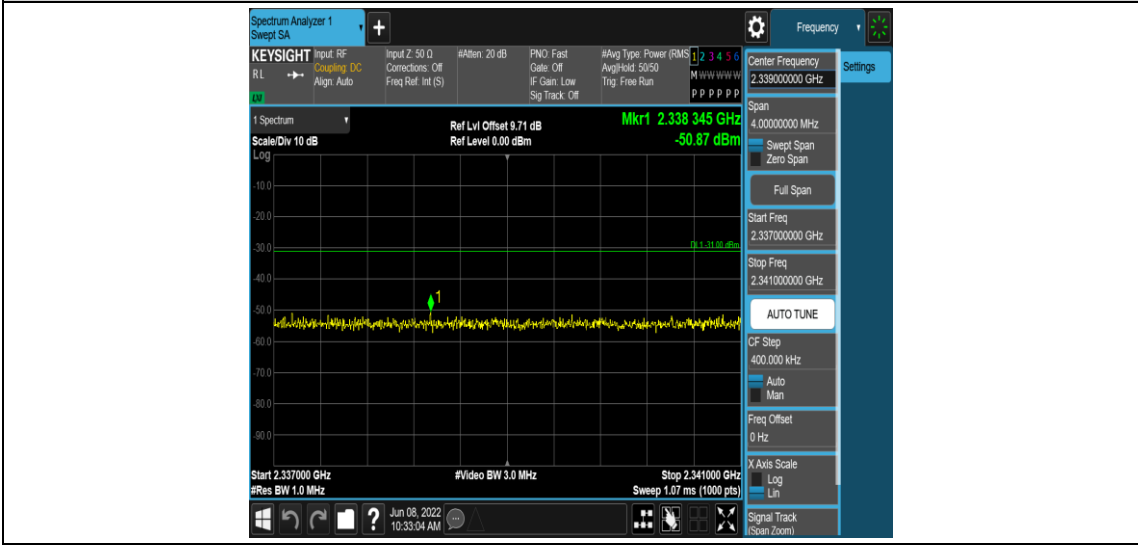 Spectrum Analyzer 1
Swept SA
+
Frequency
KEYSIGHT
RL
LM
Input: RF
Coupling: DC
Align: Auto
Input Z: 50 Ω
Corrections: Off
Freq Ref: Int (S)
#Atten: 20 dB
PNO: Fast
Gate: Off
IF Gain: Low
Sig Track: Off
#Avg Type: Power (RMS
Avg|Hold: 50/50
Trig: Free Run
1 2 3 4 5 6
M W W W W W
P P P P P P
1 Spectrum
Scale/Div 10 dB
Log
Ref Lvl Offset 9.71 dB
Ref Level 0.00 dBm
Mkr1 2.338 345 GHz
-50.87 dBm
-10.0
-20.0
-30.0
DL1 -31.00 dBm
-40.0
1
-50.0
-60.0
-70.0
-80.0
-90.0
Start 2.337000 GHz
#Res BW 1.0 MHz
#Video BW 3.0 MHz
Stop 2.341000 GHz
Sweep 1.07 ms (1000 pts)
?
Jun 08, 2022
10:33:04 AM
Settings
Center Frequency
2.339000000 GHz
Span
4.00000000 MHz
Swept Span
Zero Span
Full Span
Start Freq
2.337000000 GHz
Stop Freq
2.341000000 GHz
AUTO TUNE
CF Step
400.000 kHz
Auto
Man
Freq Offset
0 Hz
X Axis Scale
Log
Lin
Signal Track
(Span Zoom)